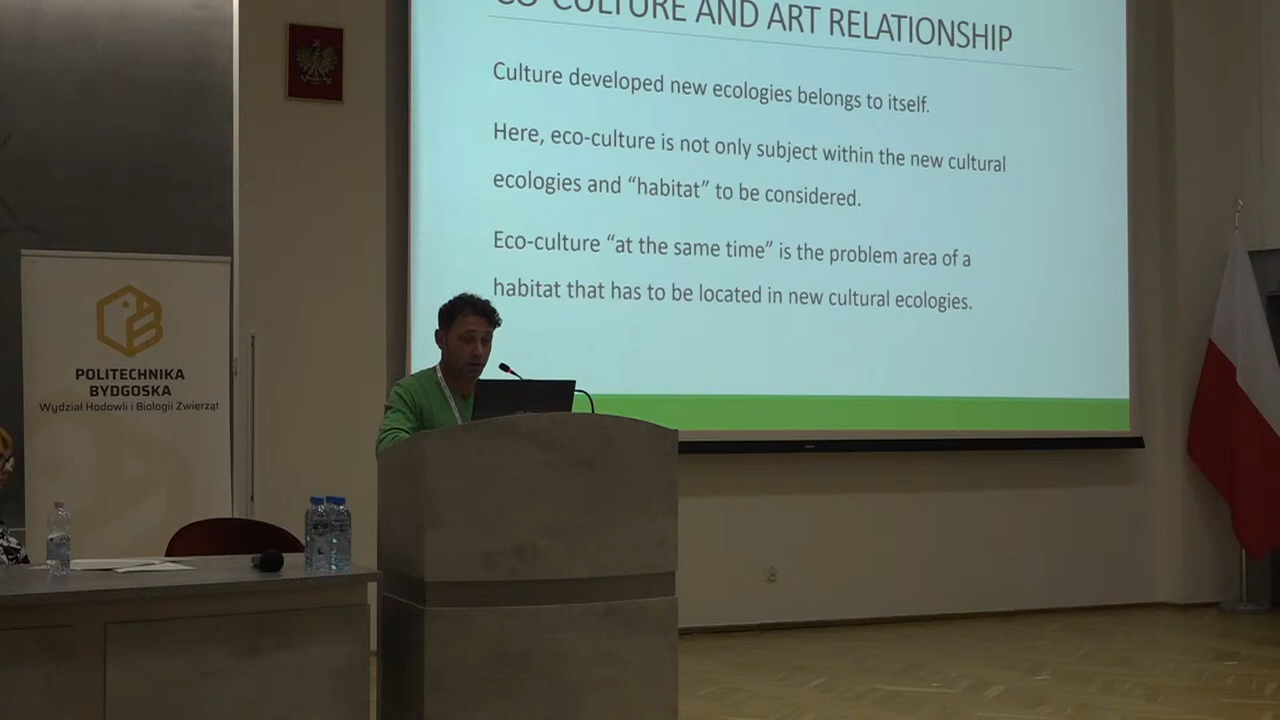 CO-CULTURE AND ART RELATIONSHIP
Culture developed new ecologies belongs to itself.
Here, eco-culture is not only subject within the new cultural
ecologies and “habitat” to be considered.
Eco-culture “at the same time” is the problem area of a
habitat that has to be located in new cultural ecologies.
POLITECHNIKA
BYDGOSKA
Wydział Hodowli i Biologii Zwierząt